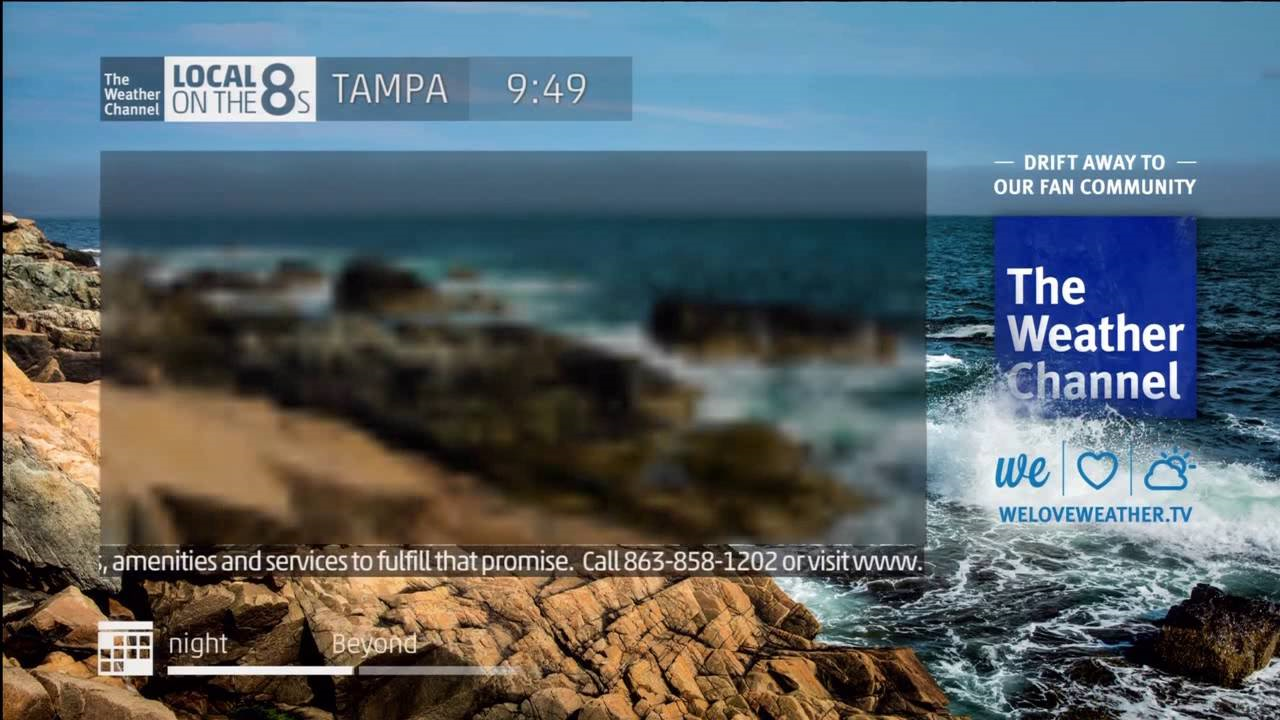 The
Weather
Channel
LOCAL
ON THE 8s
TAMPA
9:49
DRIFT AWAY TO
OUR FAN COMMUNITY
The
Weather
Channel
we
WELOVEWEATHER.TV
, amenities and services to fulfill that promise. Call 863-858-1202 or visit www.
night
Beyond